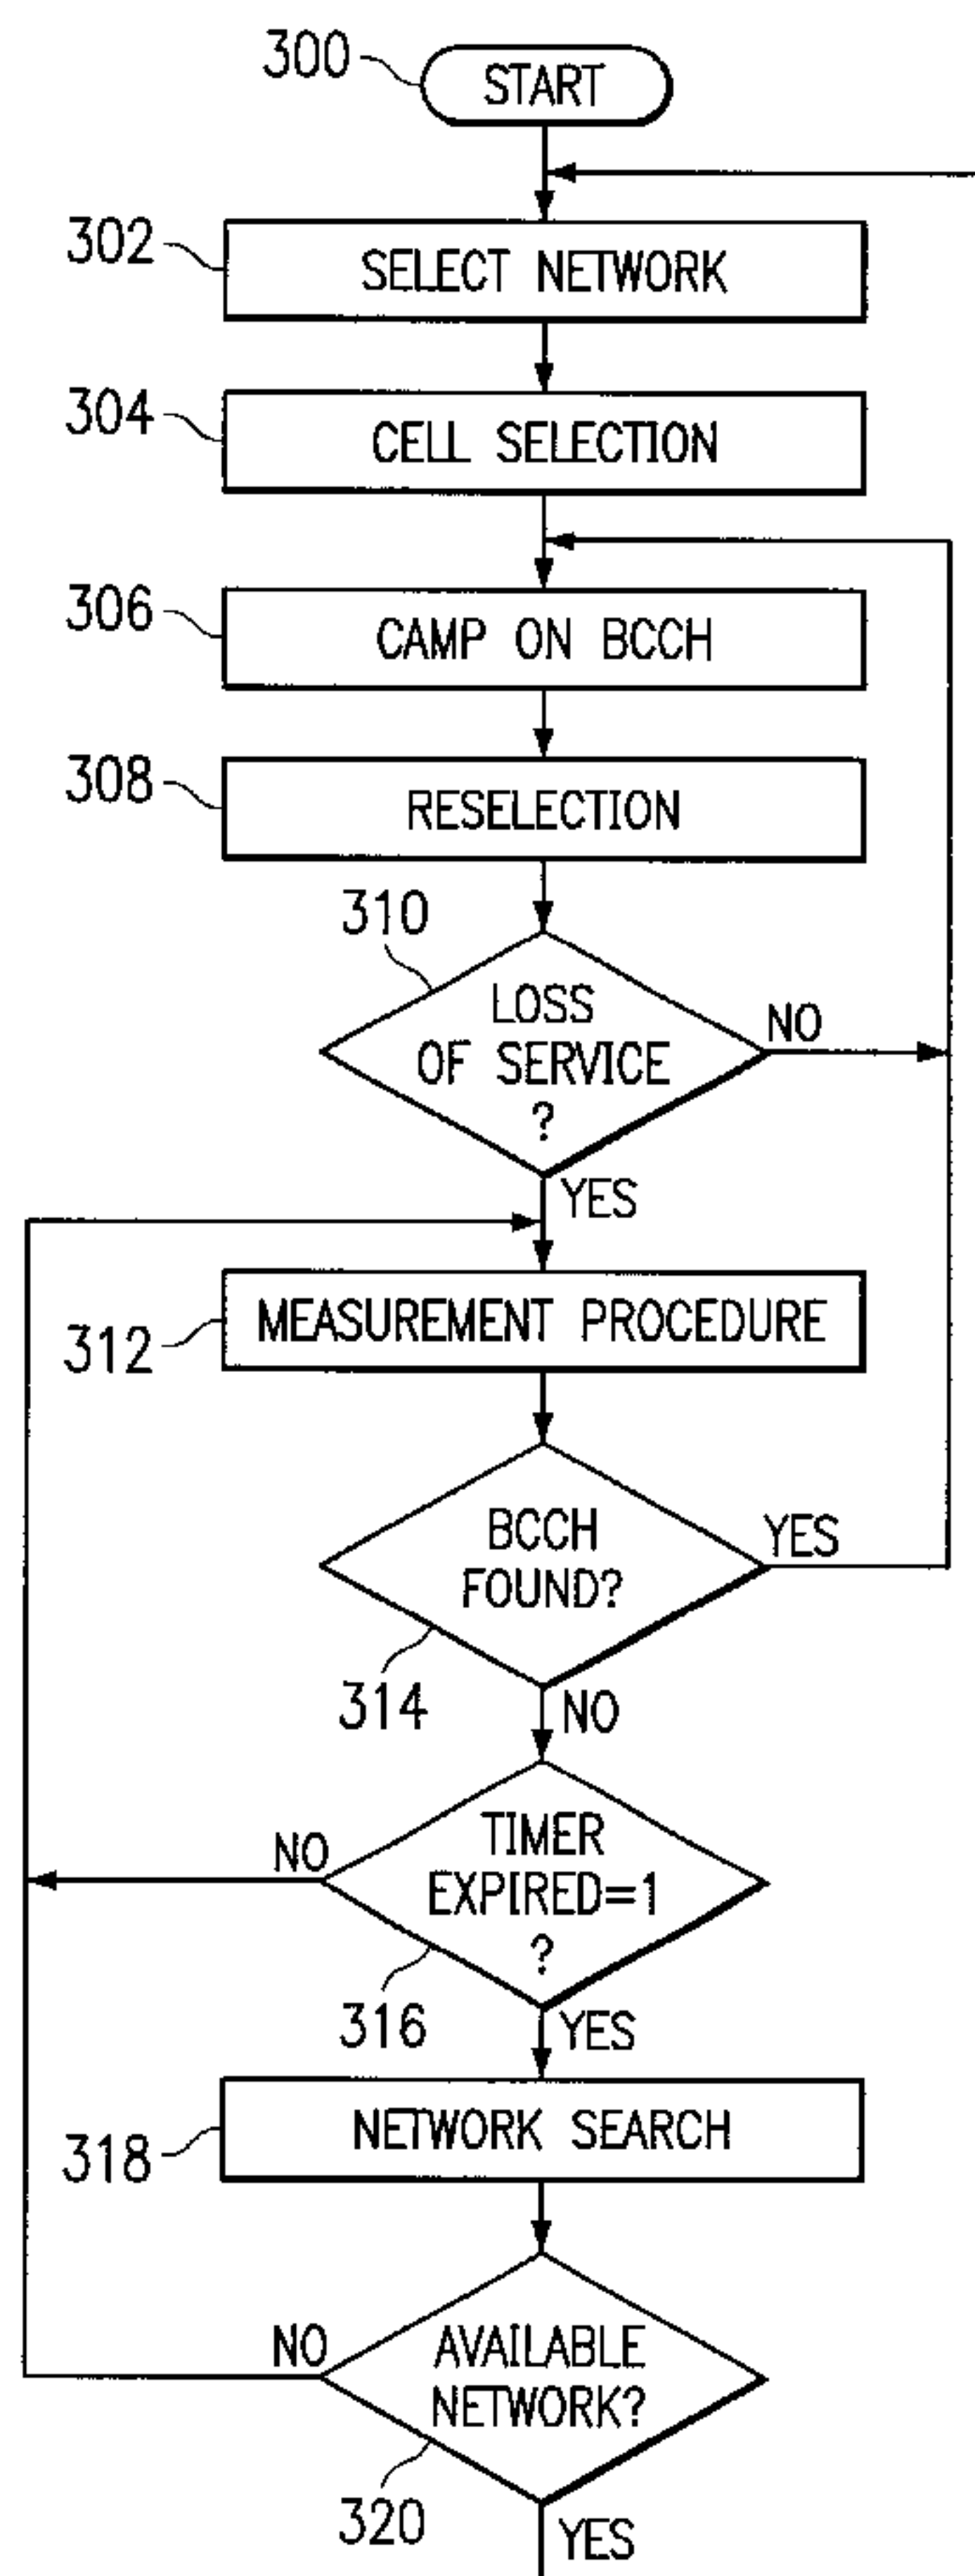 300
START
302
SELECT NETWORK
304
CELL SELECTION
306
CAMP ON BCCH
308
RESELECTION
310
LOSS
OF SERVICE
?
NO
YES
312
MEASUREMENT PROCEDURE
BCCH
FOUND?
YES
314
NO
TIMER
EXPIRED=1
?
NO
316
YES
318
NETWORK SEARCH
NO
AVAILABLE
NETWORK?
320
YES